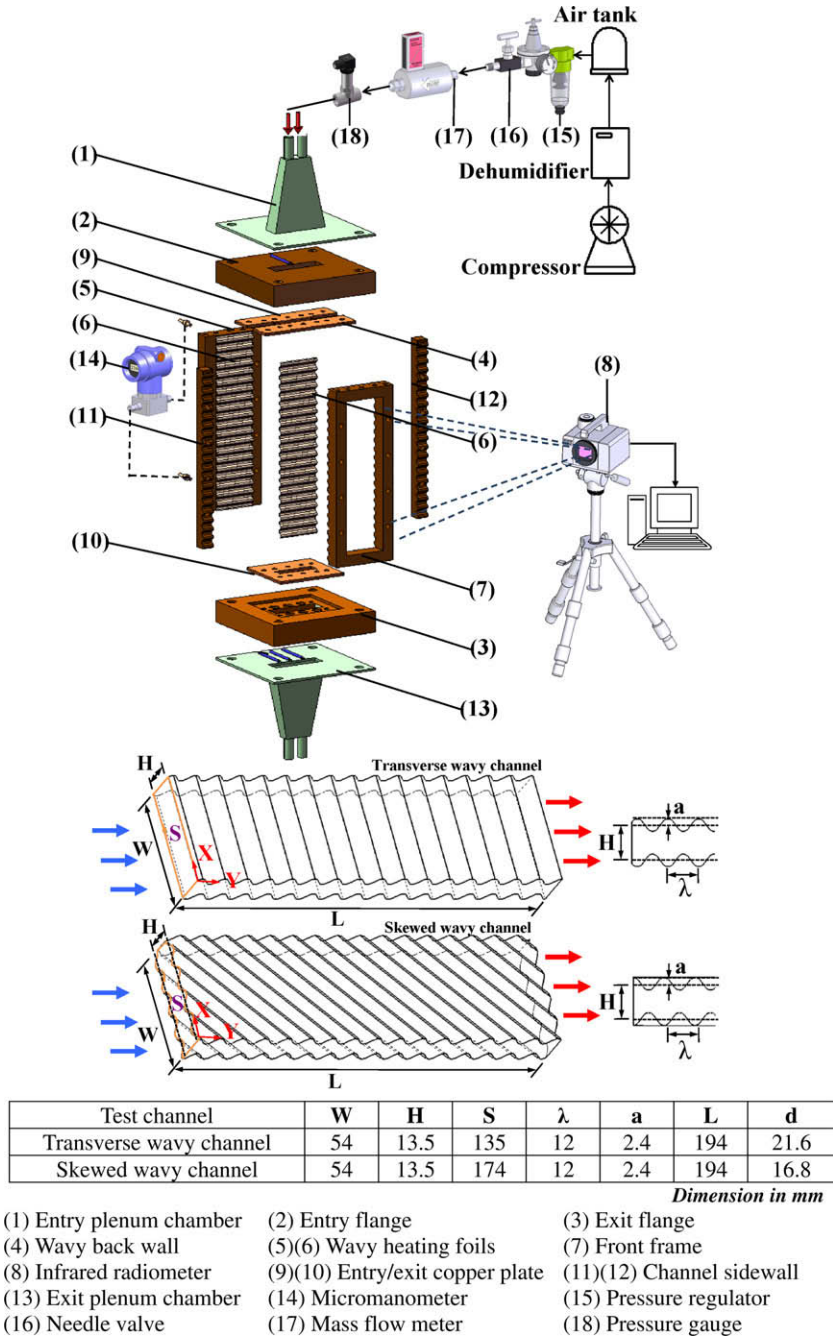 Air tank
(18)
(17)
(16)
(15)
Dehumidifier
Compressor
(1)
(2)
(9)
(5)
(6)
(14)
(11)
(10)
(4)
(12)
(6)
(8)
(7)
(3)
(13)
H
Transverse wavy channel
W
S
X
Y
L
a
H
λ
H
Skewed wavy channel
W
S
X
Y
L
a
H
λ
Test channel W H S λ a L d
Transverse wavy channel 54 13.5 135 12 2.4 194 21.6
Skewed wavy channel 54 13.5 174 12 2.4 194 16.8
Dimension in mm
(1) Entry plenum chamber (2) Entry flange (3) Exit flange
(4) Wavy back wall (5)(6) Wavy heating foils (7) Front frame
(8) Infrared radiometer (9)(10) Entry/exit copper plate (11)(12) Channel sidewall
(13) Exit plenum chamber (14) Micromanometer (15) Pressure regulator
(16) Needle valve (17) Mass flow meter (18) Pressure gauge